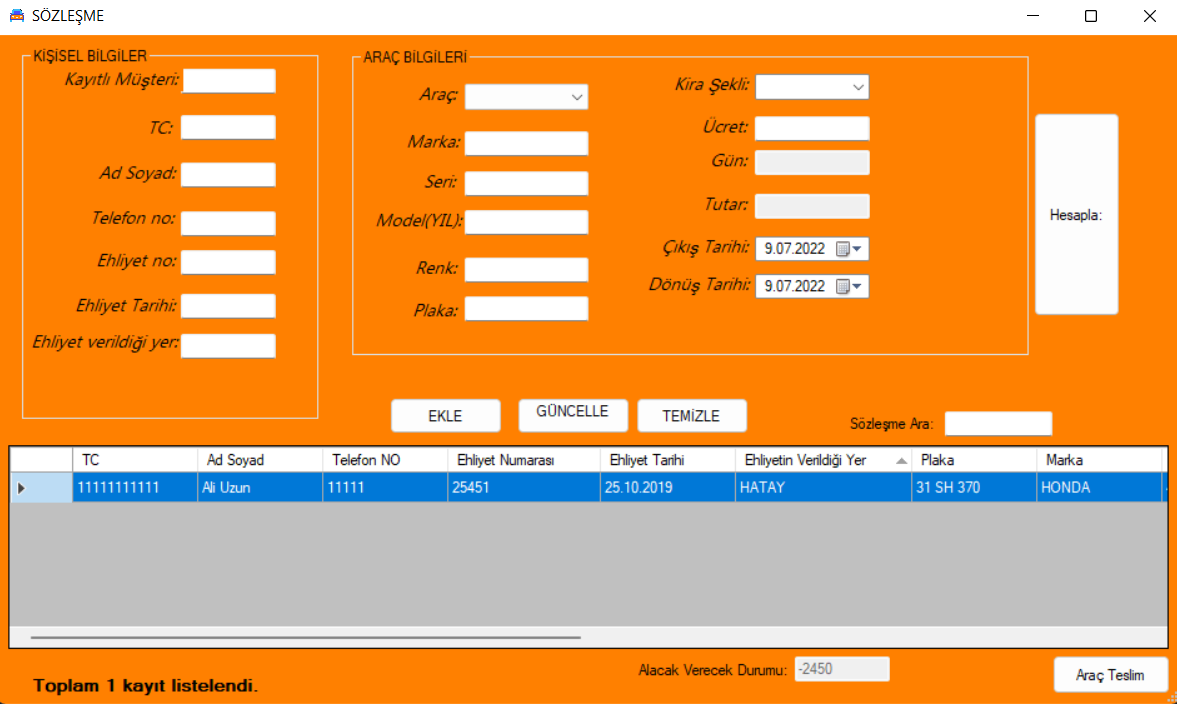 SÖZLEŞME
KİŞİSEL BİLGİLER
Kayıtlı Müşteri:
TC:
Ad Soyad:
Telefon no:
Ehliyet no:
Ehliyet Tarihi:
Ehliyet verildiği yer:
ARAÇ BİLGİLERİ
Araç:
Marka:
Seri:
Model(YIL):
Renk:
Plaka:
Kira Şekli:
Ücret:
Gün:
Tutar:
Çıkış Tarihi: 9.07.2022
Dönüş Tarihi: 9.07.2022
Hesapla:
EKLE GÜNCELLE TEMİZLE
Sözleşme Ara:
TC Ad Soyad Telefon NO Ehliyet Numarası Ehliyet Tarihi Ehliyetin Verildiği Yer Plaka Marka
11111111111 Ali Uzun 11111 25451 25.10.2019 HATAY 31 SH 370 HONDA
Toplam 1 kayıt listelendi.
Alacak Verecek Durumu: -2450
Araç Teslim